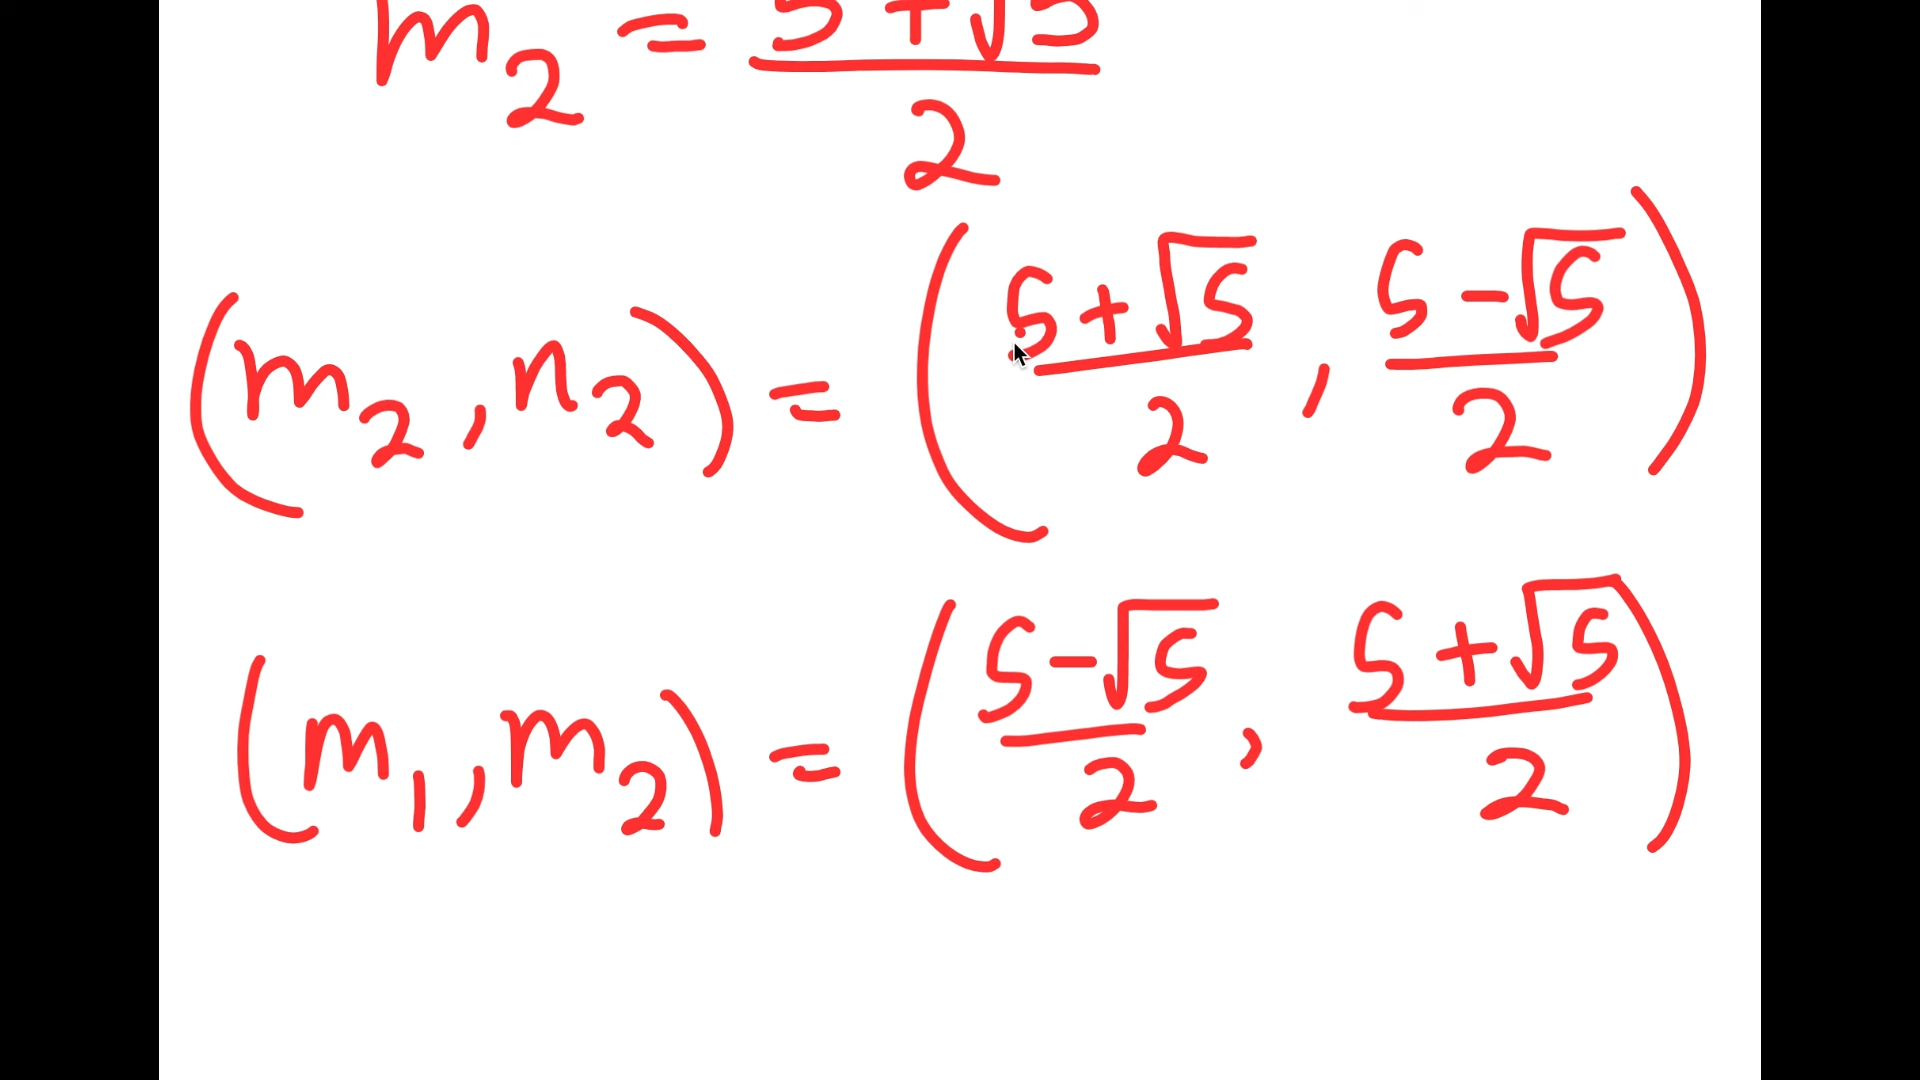 m₂ = (5 + √5)/2
(m₂, n₂) = ((5 + √5)/2, (5 - √5)/2)
(m₁, m₂) = ((5 - √5)/2, (5 + √5)/2)